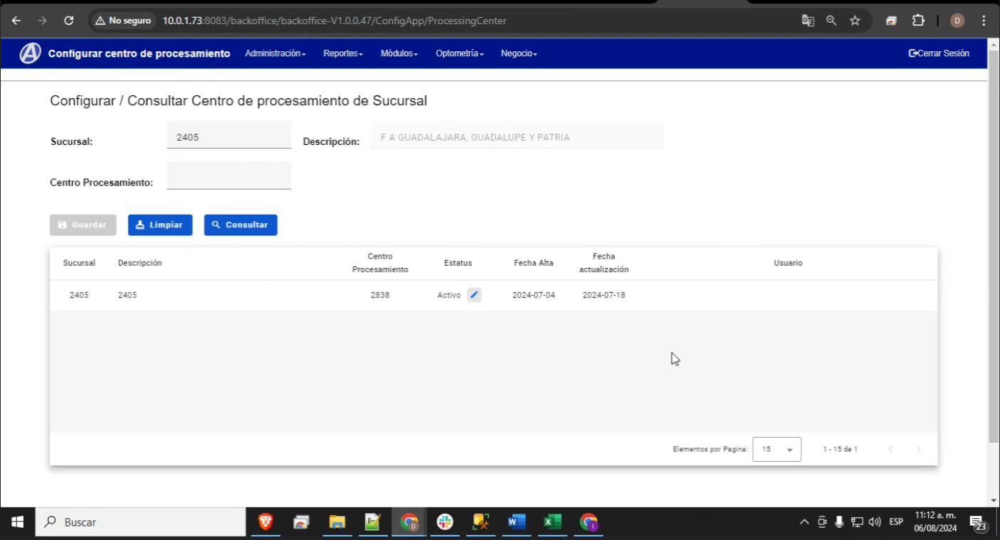 No seguro
10.0.1.73:8083/backoffice/backoffice-V1.0.0.47/ConfigApp/ProcessingCenter
D
A Configurar centro de procesamiento Administración Reportes Módulos Optometría Negocio Cerrar Sesión
Configurar / Consultar Centro de procesamiento de Sucursal
Sucursal: 2405 Descripción: F A GUADALAJARA, GUADALUPE Y PATRIA
Centro Procesamiento:
Guardar Limpiar Consultar
Sucursal Descripción Centro Procesamiento Estatus Fecha Alta Fecha actualización Usuario
2405 2405 2838 Activo 2024-07-04 2024-07-18
Elementos por Pagina: 15 1 - 15 de 1
Buscar
D
W
X
I
ESP
11:12 a. m.
06/08/2024
23